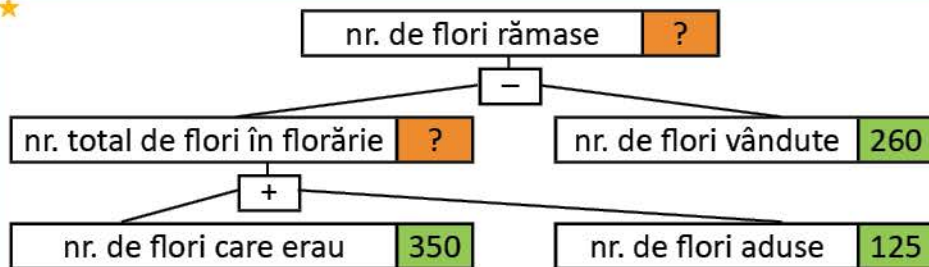 nr. de flori rămase ?
−
nr. total de flori în florărie ? nr. de flori vândute 260
+
nr. de flori care erau 350 nr. de flori aduse 125